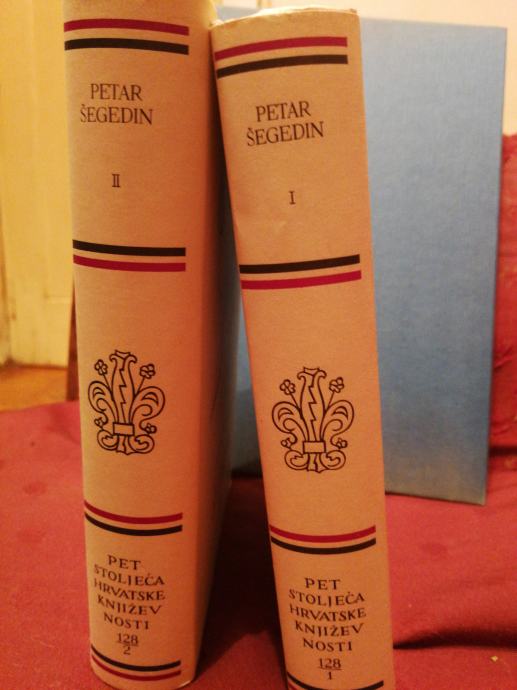 PETAR
ŠEGEDIN
II
PET
STOLJEĆA
HRVATSKE
KNJIŽEV
NOSTI
128
2
PETAR
ŠEGEDIN
I
PET
STOLJEĆA
HRVATSKE
KNJIŽEV
NOSTI
128
1